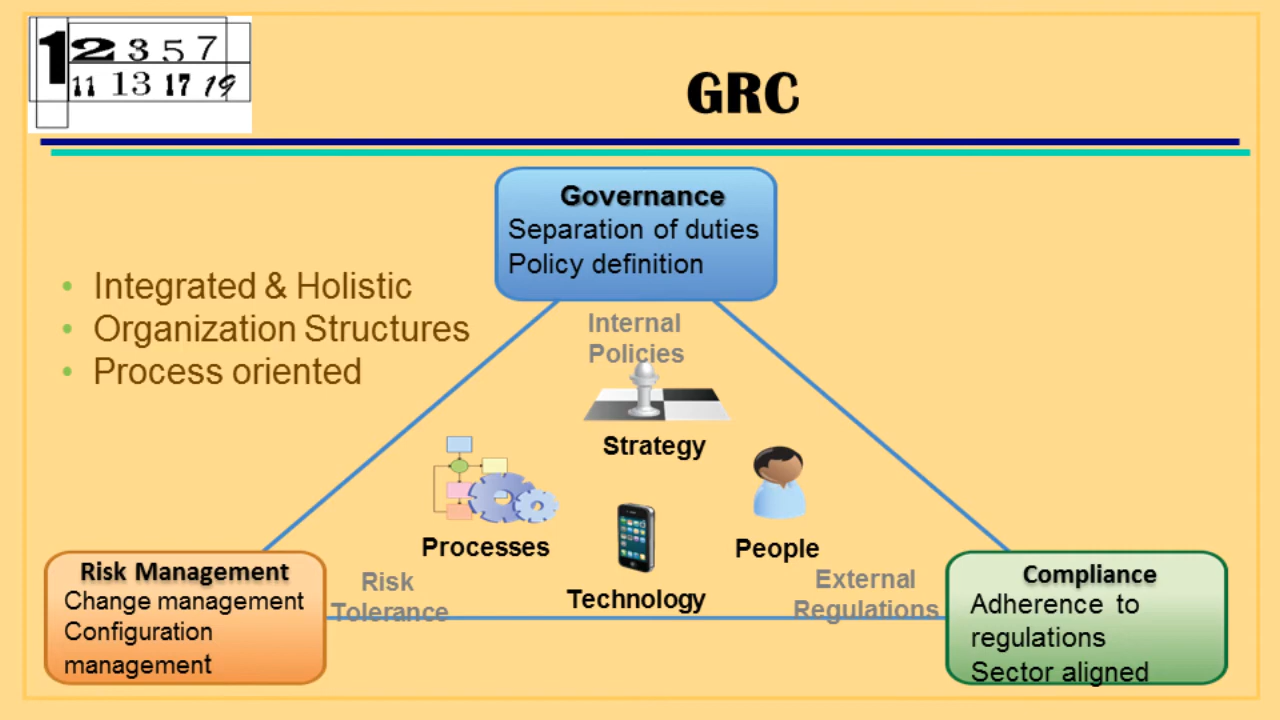 1 2 3 5 7
11 13 17 19
GRC
Governance
Separation of duties
Policy definition
• Integrated & Holistic
• Organization Structures
• Process oriented
Internal
Policies
Strategy
Processes
People
Technology
Risk Management
Change management
Configuration
management
Risk
Tolerance
External
Regulations
Compliance
Adherence to
regulations
Sector aligned